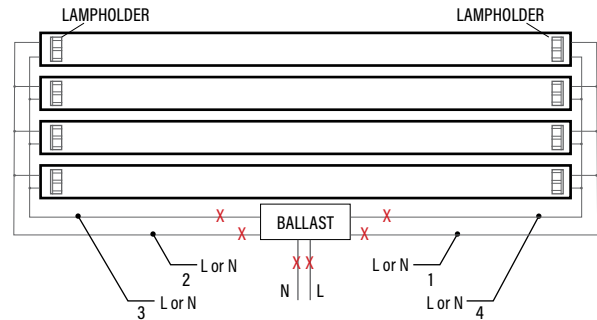 LAMPHOLDER LAMPHOLDER
X X
BALLAST
X X
L or N X X L or N
2 1
N L
L or N L or N
3 4